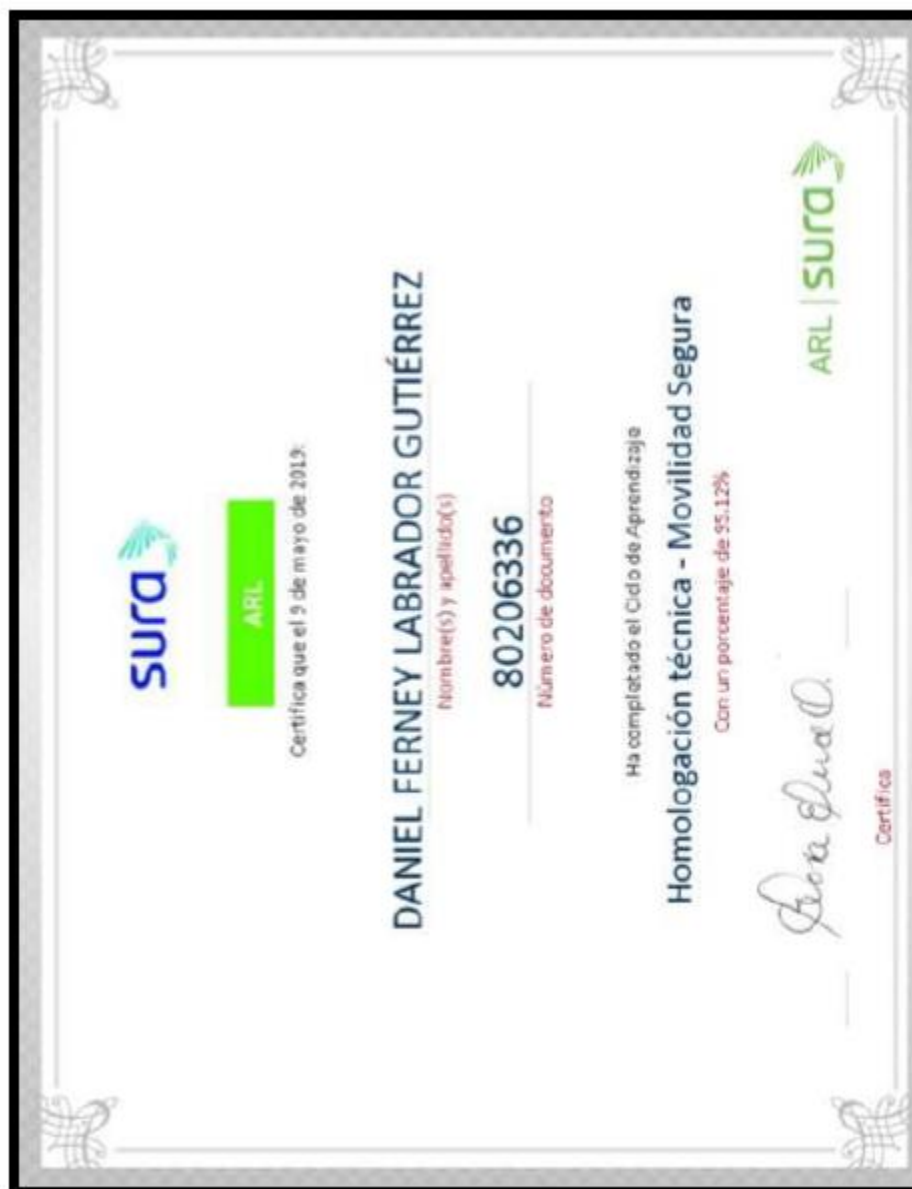 sura
ARL
Certifica que el 9 de mayo de 2019:
DANIEL FERNEY LABRADOR GUTIÉRREZ
Nombre(s) y apellido(s)
80206336
Número de documento
Ha completado el Ciclo de Aprendizaje
Homologación técnica - Movilidad Segura
Con un porcentaje de 95.12%
Certifica
ARL | sura